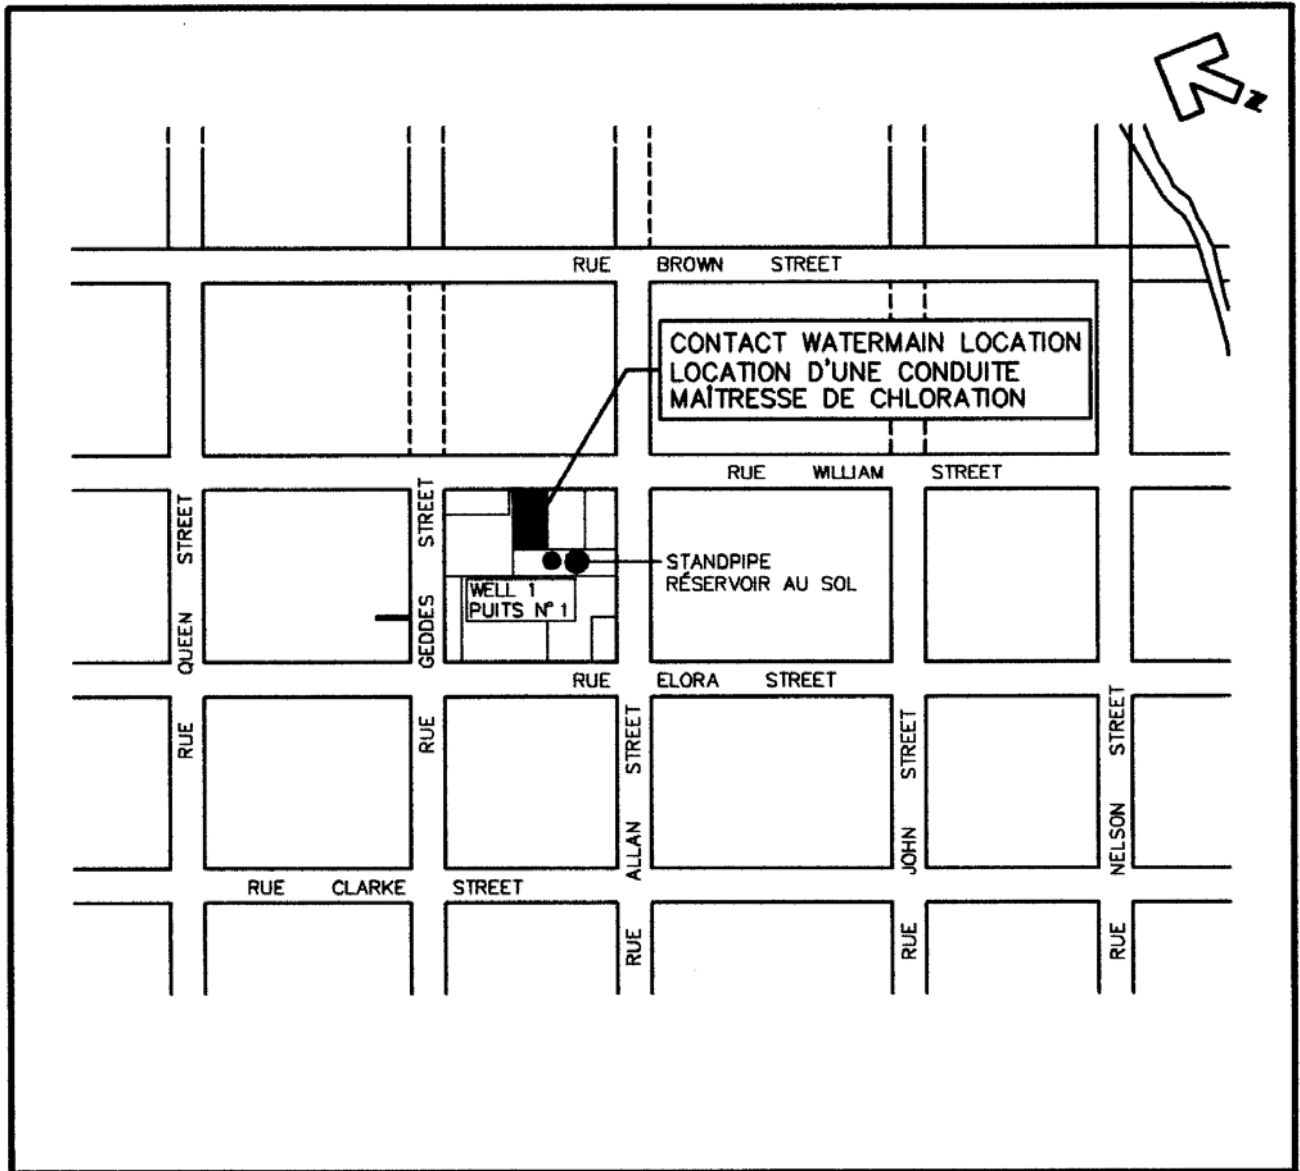 N
RUE BROWN STREET
CONTACT WATERMAIN LOCATION
LOCATION D'UNE CONDUITE
MAÎTRESSE DE CHLORATION
RUE WILLIAM STREET
STANDPIPE
RÉSERVOIR AU SOL
WELL 1
PUITS Nº 1
RUE QUEEN STREET
RUE GEDDES STREET
RUE ELORA STREET
RUE ALLAN STREET
RUE JOHN STREET
RUE NELSON STREET
RUE CLARKE STREET